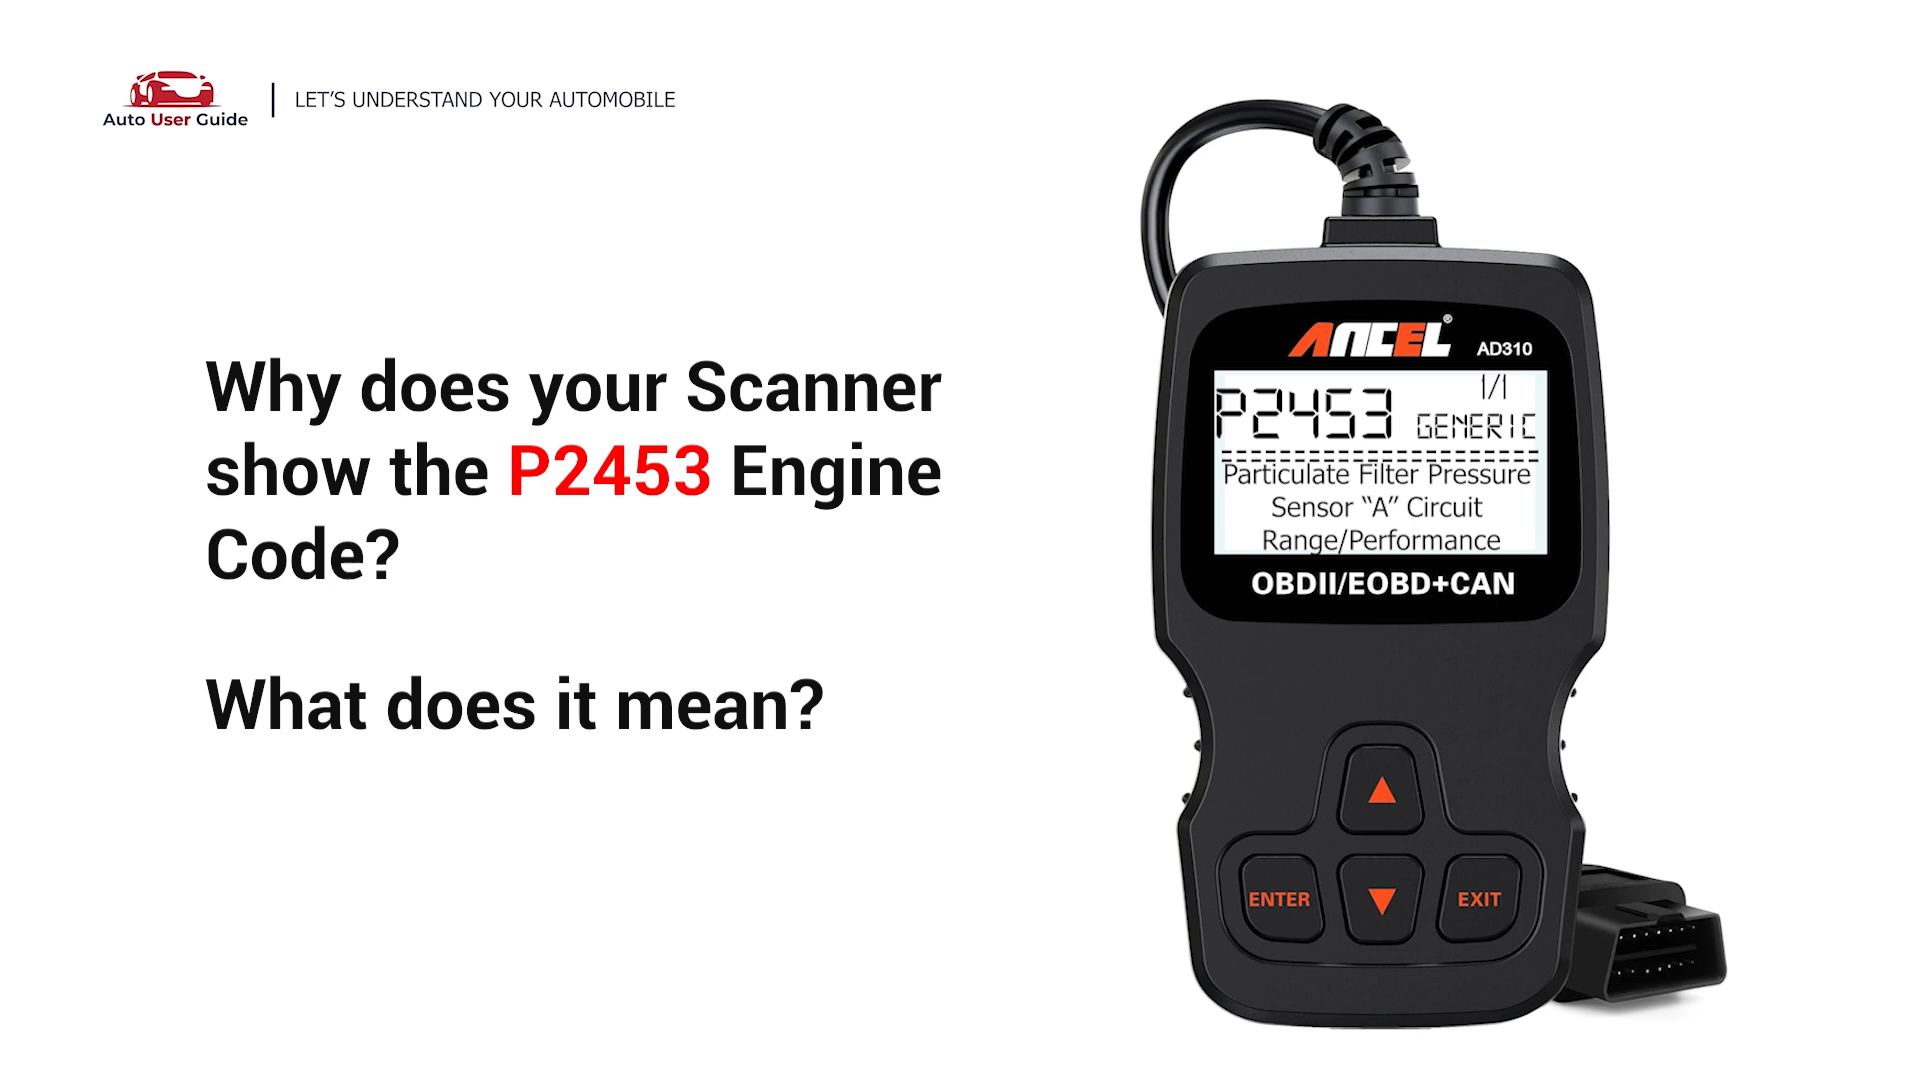 Auto User Guide
LET'S UNDERSTAND YOUR AUTOMOBILE
Why does your Scanner
show the P2453 Engine
Code?
What does it mean?
ANCEL®
AD310
P2453
1/1
GENERIC
Particulate Filter Pressure
Sensor “A” Circuit
Range/Performance
OBDII/EOBD+CAN
ENTER
EXIT